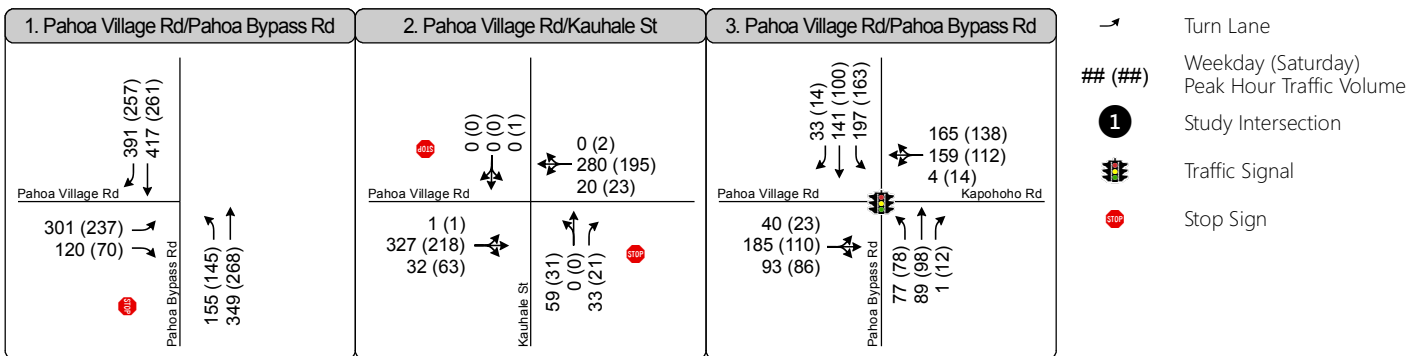 1. Pahoa Village Rd/Pahoa Bypass Rd
391 (257)
417 (261)
Pahoa Village Rd
301 (237)
120 (70)
STOP
Pahoa Bypass Rd
155 (145)
349 (268)
2. Pahoa Village Rd/Kauhale St
STOP
0 (0)
0 (0)
0 (1)
0 (2)
280 (195)
20 (23)
Pahoa Village Rd
1 (1)
327 (218)
32 (63)
Kauhale St
59 (31)
0 (0)
33 (21)
STOP
3. Pahoa Village Rd/Pahoa Bypass Rd
33 (14)
141 (100)
197 (163)
165 (138)
159 (112)
4 (14)
Pahoa Village Rd
Kapohoho Rd
40 (23)
185 (110)
93 (86)
Pahoa Bypass Rd
77 (78)
89 (98)
1 (12)
Turn Lane
## (##)
Weekday (Saturday)
Peak Hour Traffic Volume
1
Study Intersection
Traffic Signal
STOP
Stop Sign